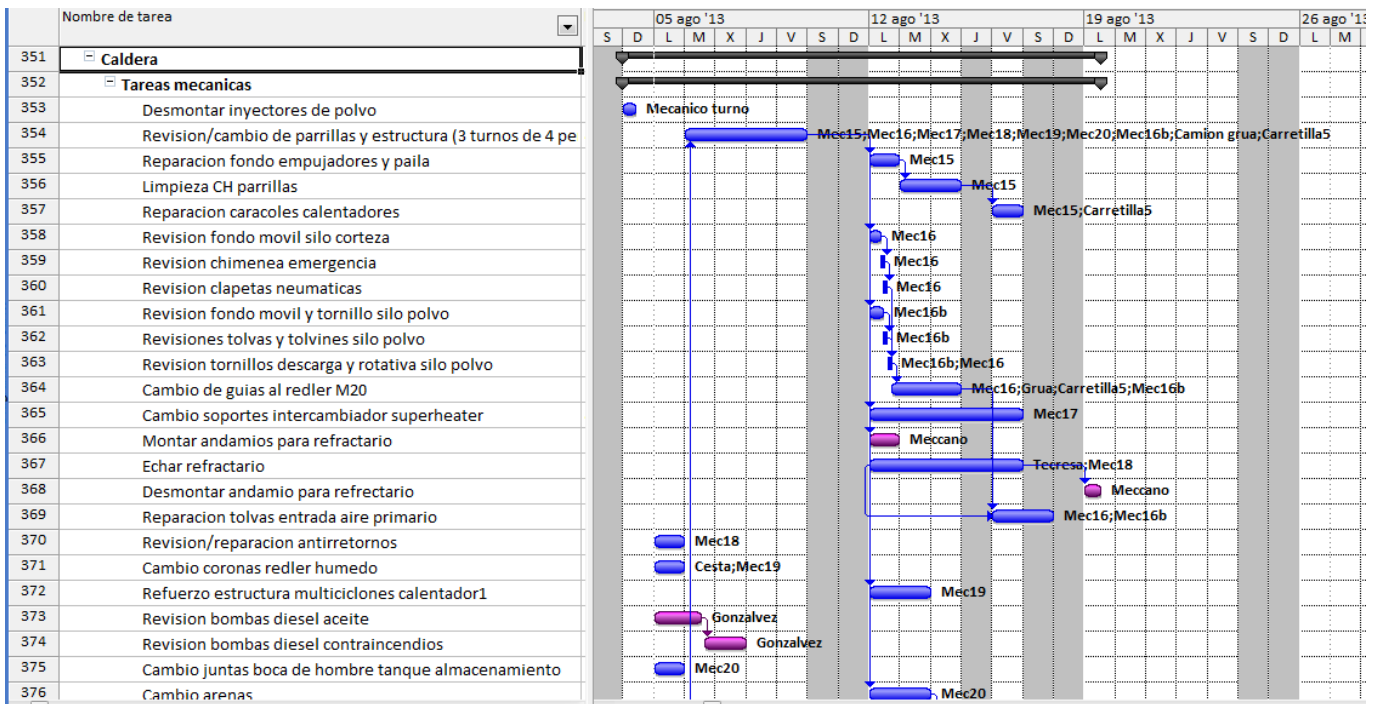 Nombre de tarea
05 ago '13 12 ago '13 19 ago '13 26 ago '13
S D L M X J V S D L M X J V S D L M X J V S D L M
351 Caldera
352 Tareas mecanicas
353 Desmontar inyectores de polvo Mecanico turno
354 Revision/cambio de parrillas y estructura (3 turnos de 4 pe Mec15;Mec16;Mec17;Mec18;Mec19;Mec20;Mec16b;Camion grua;Carretilla5
355 Reparacion fondo empujadores y paila Mec15
356 Limpieza CH parrillas Mec15
357 Reparacion caracoles calentadores Mec15;Carretilla5
358 Revision fondo movil silo corteza Mec16
359 Revision chimenea emergencia Mec16
360 Revision clapetas neumaticas Mec16
361 Revision fondo movil y tornillo silo polvo Mec16b
362 Revisiones tolvas y tolvines silo polvo Mec16b
363 Revision tornillos descarga y rotativa silo polvo Mec16b;Mec16
364 Cambio de guias al redler M20 Mec16;Grua;Carretilla5;Mec16b
365 Cambio soportes intercambiador superheater Mec17
366 Montar andamios para refractario Meccano
367 Echar refractario Tecresa;Mec18
368 Desmontar andamio para refrectario Meccano
369 Reparacion tolvas entrada aire primario Mec16;Mec16b
370 Revision/reparacion antirretornos Mec18
371 Cambio coronas redler humedo Cesta;Mec19
372 Refuerzo estructura multiciclones calentador1 Mec19
373 Revision bombas diesel aceite Gonzalvez
374 Revision bombas diesel contraincendios Gonzalvez
375 Cambio juntas boca de hombre tanque almacenamiento Mec20
376 Cambio arenas Mec20